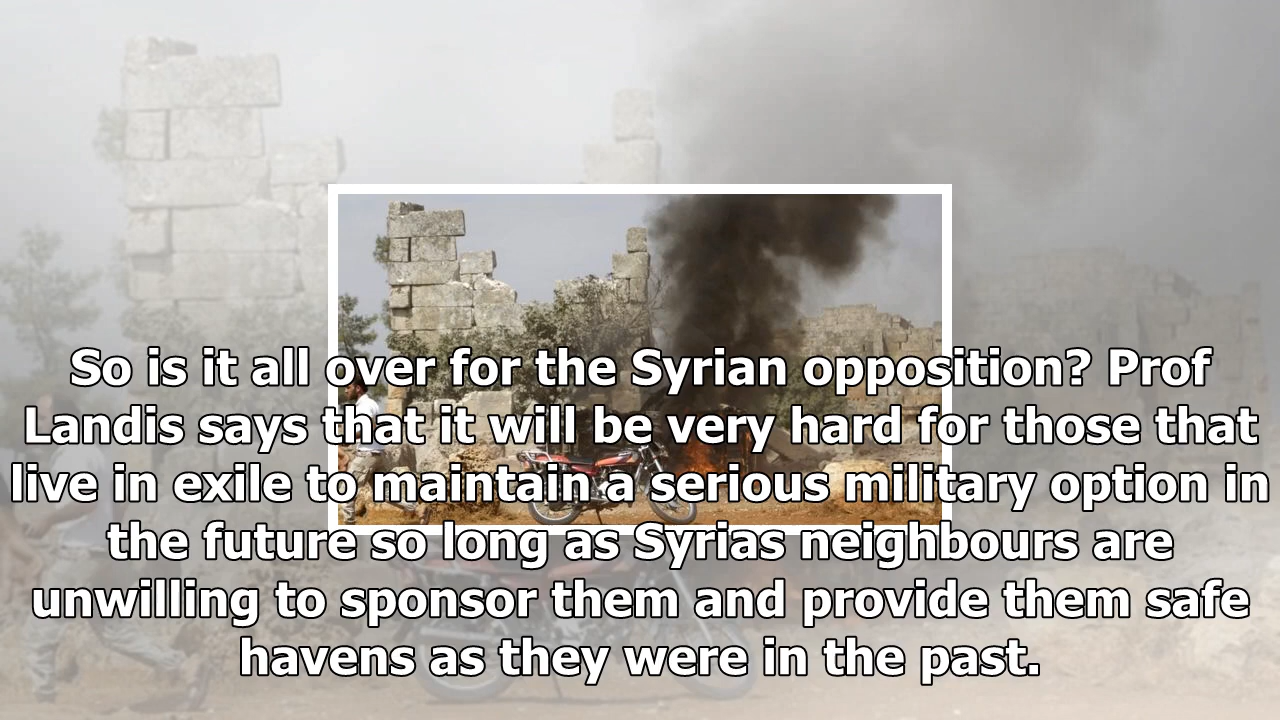 So is it all over for the Syrian opposition? Prof
Landis says that it will be very hard for those that
live in exile to maintain a serious military option in
the future so long as Syrias neighbours are
unwilling to sponsor them and provide them safe
havens as they were in the past.